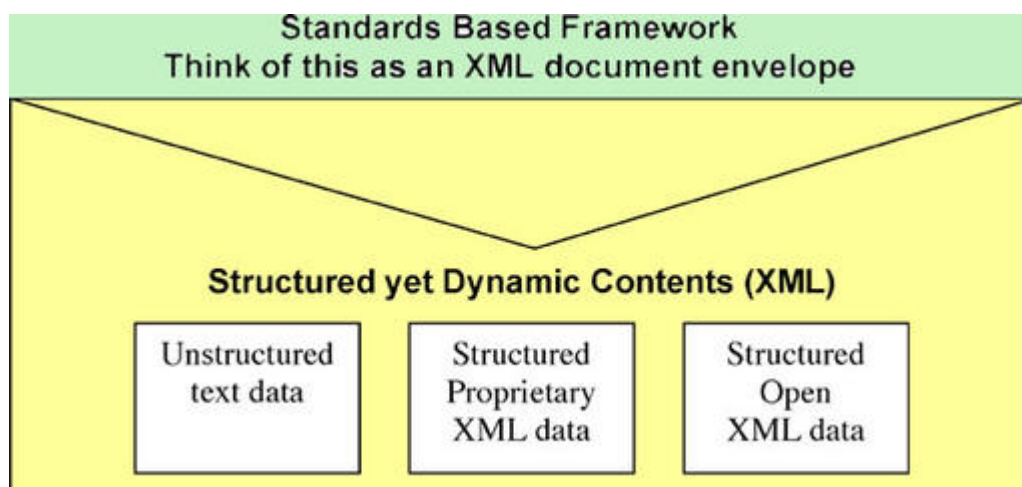 Standards Based Framework
Think of this as an XML document envelope
Structured yet Dynamic Contents (XML)
Unstructured
text data
Structured
Proprietary
XML data
Structured
Open
XML data